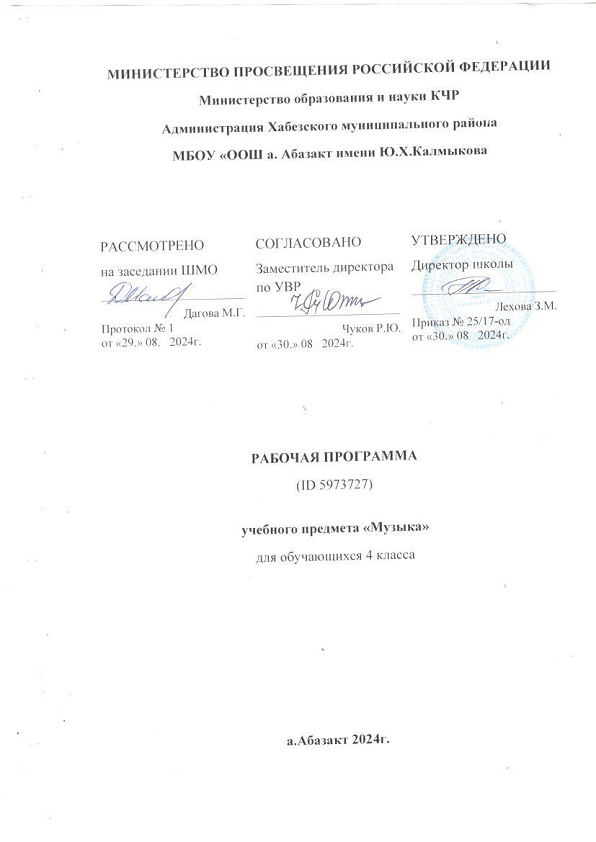 МИНИСТЕРСТВО ПРОСВЕЩЕНИЯ РОССИЙСКОЙ ФЕДЕРАЦИИ
Министерство образования и науки КЧР
Администрация Хабезского муниципального района
МБОУ «ООШ а. Абазакт имени Ю.Х.Калмыкова
РАССМОТРЕНО
на заседании ШМО
Дагова М.Г.
Протокол № 1
от «29.» 08. 2024г.
СОГЛАСОВАНО
Заместитель директора
по УВР
Чуков Р.Ю.
от «30.» 08 2024г.
УТВЕРЖДЕНО
Директор школы
Лехова З.М.
Приказ № 25/17-од
от «30.» 08 2024г.
РАБОЧАЯ ПРОГРАММА
(ID 5973727)
учебного предмета «Музыка»
для обучающихся 4 класса
а.Абазакт 2024г.